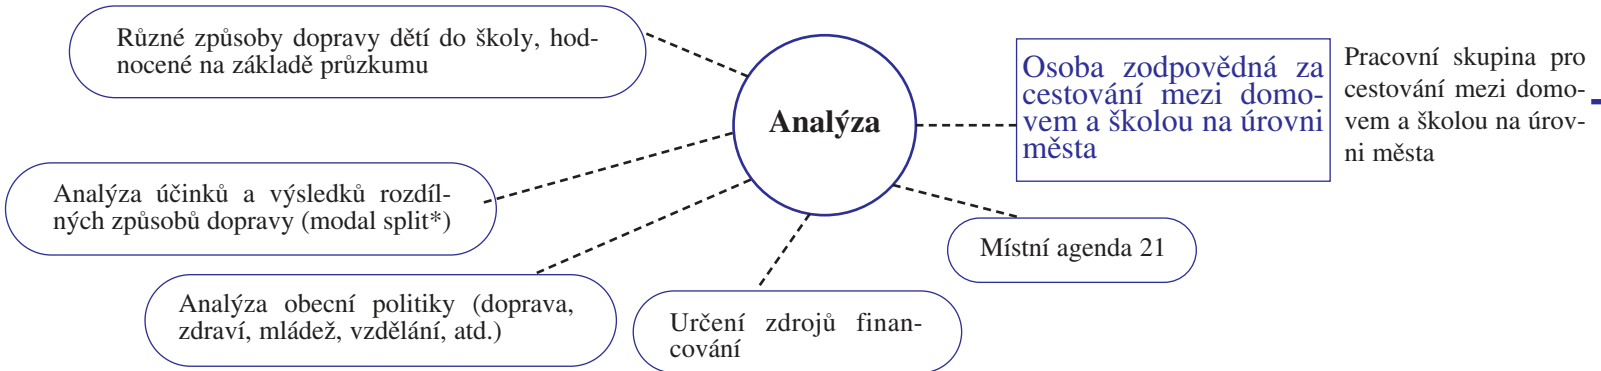 Různé způsoby dopravy dětí do školy, hod-
nocené na základě průzkumu
Analýza
Osoba zodpovědná za
cestování mezi domo-
vem a školou na úrovni
města
Pracovní skupina pro
cestování mezi domo-
vem a školou na úrov-
ni města
Analýza účinků a výsledků rozdíl-
ných způsobů dopravy (modal split*)
Místní agenda 21
Analýza obecní politiky (doprava,
zdraví, mládež, vzdělání, atd.)
Určení zdrojů finan-
cování